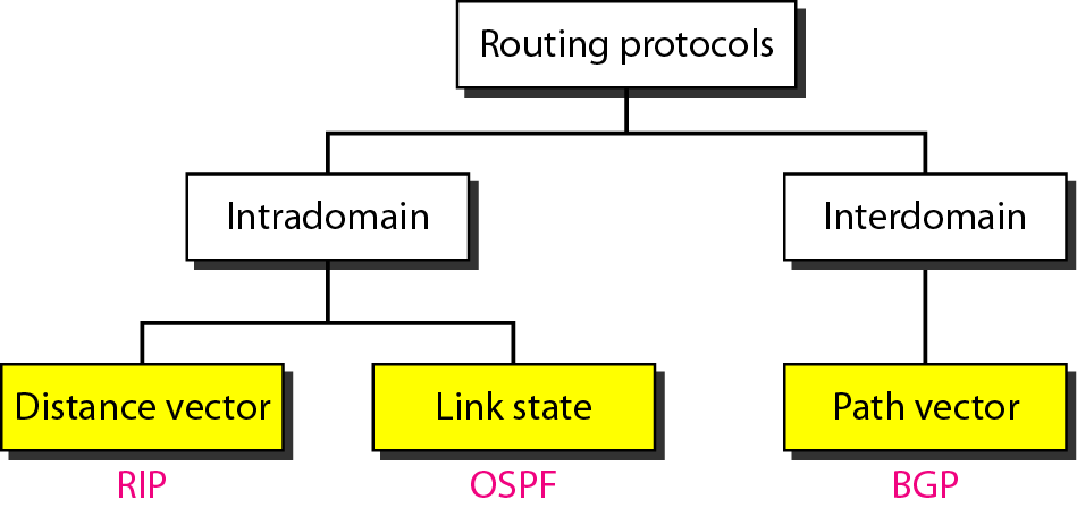 Routing protocols
Intradomain
Interdomain
Distance vector
Link state
Path vector
RIP
OSPF
BGP